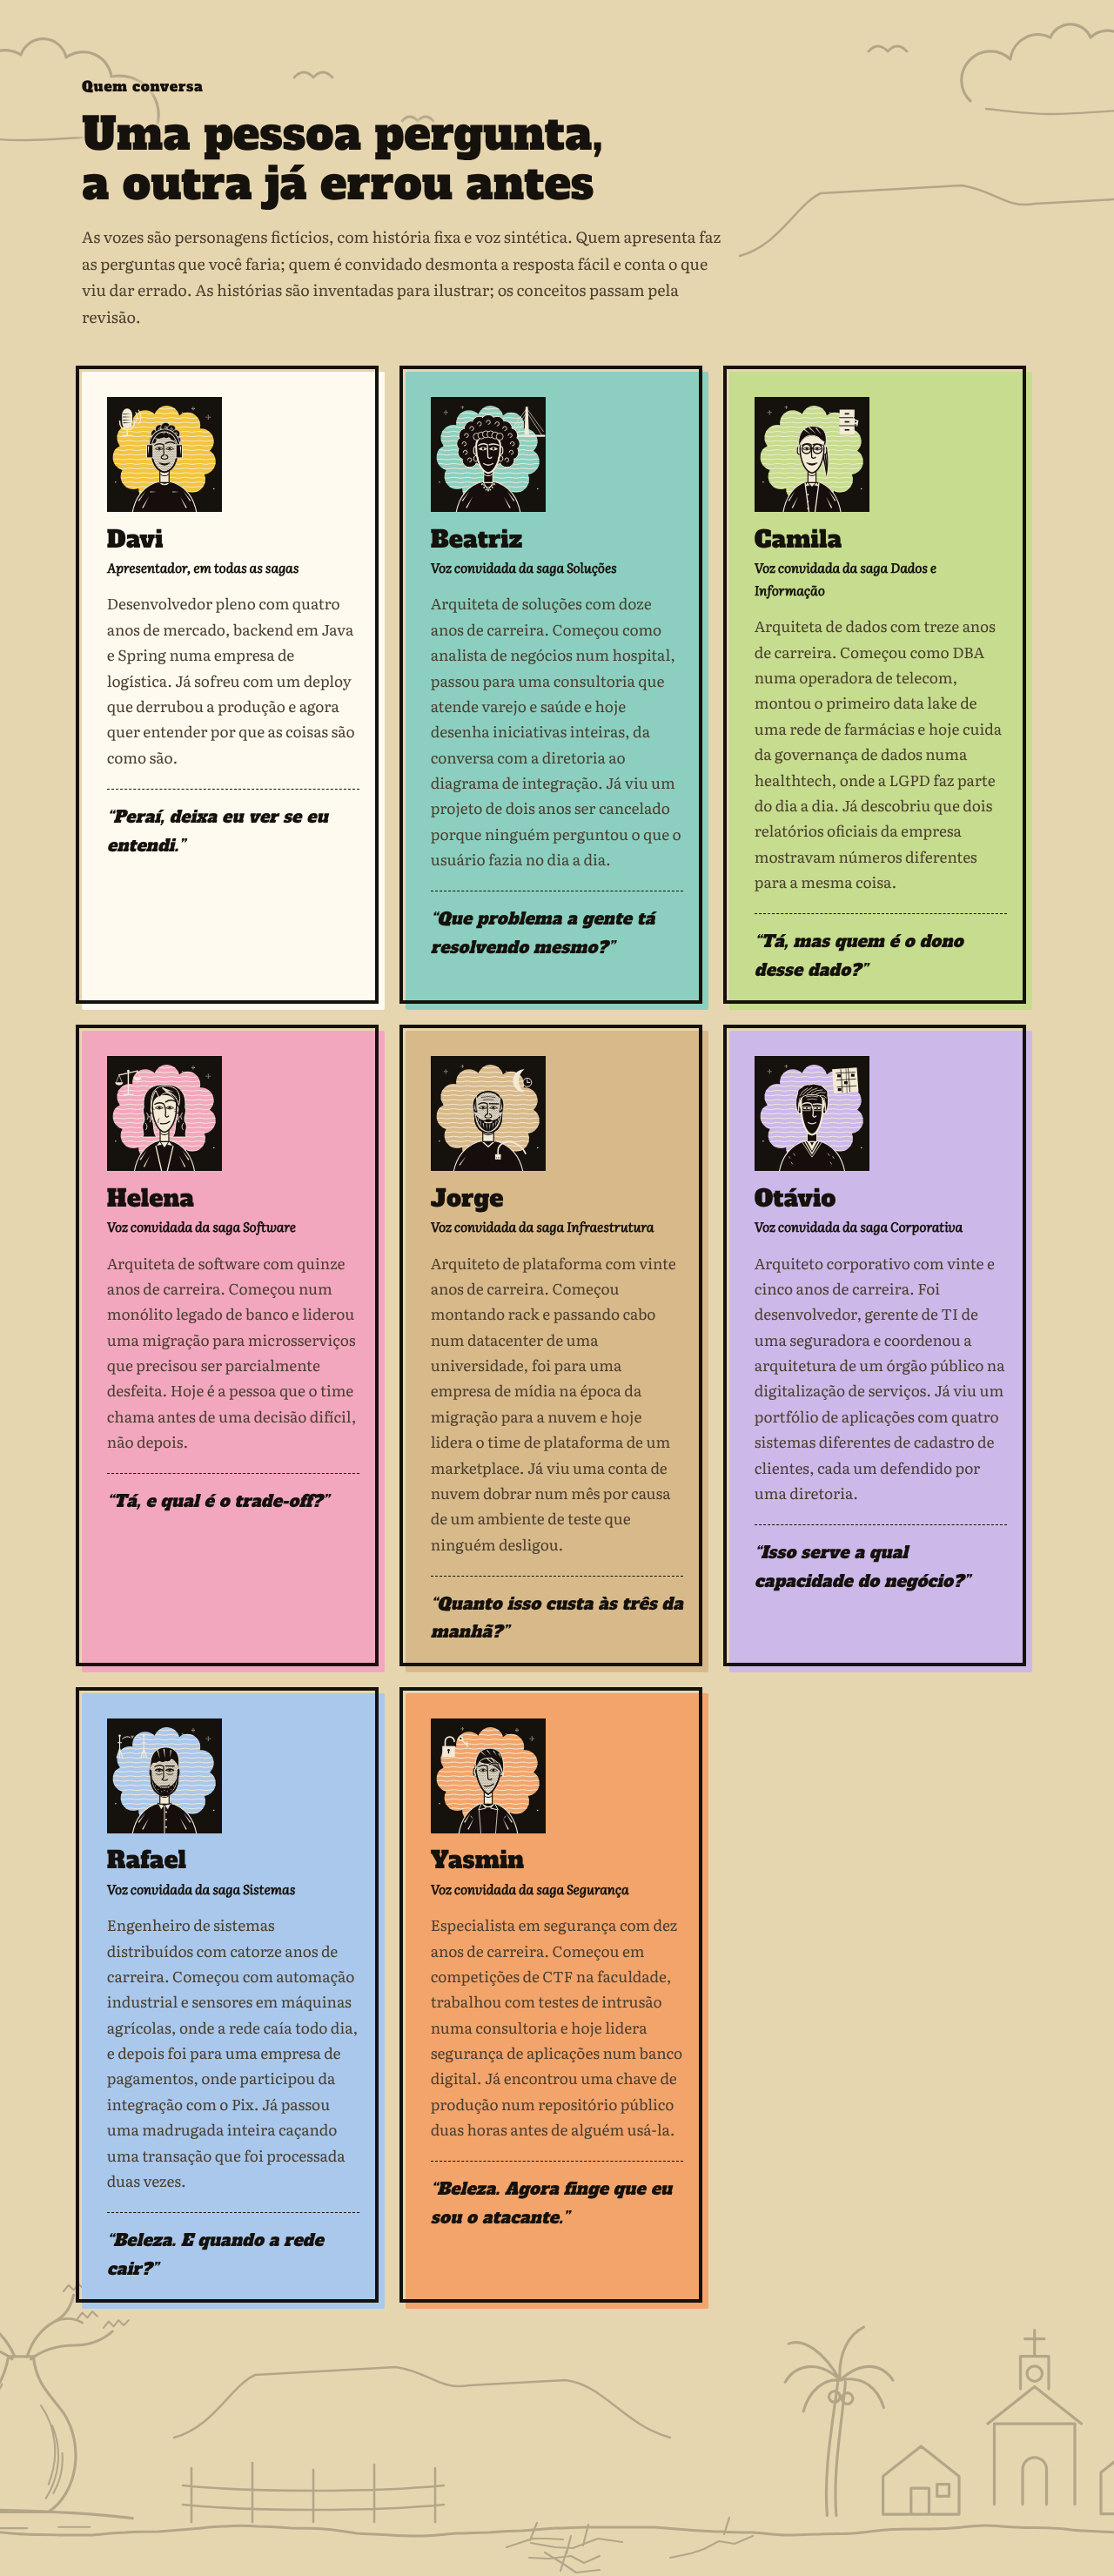 Quem conversa
Uma pessoa pergunta,
a outra já errou antes
As vozes são personagens fictícios, com história fixa e voz sintética. Quem apresenta faz
as perguntas que você faria; quem é convidado desmonta a resposta fácil e conta o que
viu dar errado. As histórias são inventadas para ilustrar; os conceitos passam pela
revisão.
Davi
Apresentador, em todas as sagas
Desenvolvedor pleno com quatro
anos de mercado, backend em Java
e Spring numa empresa de
logística. Já sofreu com um deploy
que derrubou a produção e agora
quer entender por que as coisas são
como são.
“Peraí, deixa eu ver se eu
entendi.”
Beatriz
Voz convidada da saga Soluções
Arquiteta de soluções com doze
anos de carreira. Começou como
analista de negócios num hospital,
passou para uma consultoria que
atende varejo e saúde e hoje
desenha iniciativas inteiras, da
conversa com a diretoria ao
diagrama de integração. Já viu um
projeto de dois anos ser cancelado
porque ninguém perguntou o que o
usuário fazia no dia a dia.
“Que problema a gente tá
resolvendo mesmo?”
Camila
Voz convidada da saga Dados e
Informação
Arquiteta de dados com treze anos
de carreira. Começou como DBA
numa operadora de telecom,
montou o primeiro data lake de
uma rede de farmácias e hoje cuida
da governança de dados numa
healthtech, onde a LGPD faz parte
do dia a dia. Já descobriu que dois
relatórios oficiais da empresa
mostravam números diferentes
para a mesma coisa.
“Tá, mas quem é o dono
desse dado?”
Helena
Voz convidada da saga Software
Arquiteta de software com quinze
anos de carreira. Começou num
monólito legado de banco e liderou
uma migração para microsserviços
que precisou ser parcialmente
desfeita. Hoje é a pessoa que o time
chama antes de uma decisão difícil,
não depois.
“Tá, e qual é o trade-off?”
Jorge
Voz convidada da saga Infraestrutura
Arquiteto de plataforma com vinte
anos de carreira. Começou
montando rack e passando cabo
num datacenter de uma
universidade, foi para uma
empresa de mídia na época da
migração para a nuvem e hoje
lidera o time de plataforma de um
marketplace. Já viu uma conta de
nuvem dobrar num mês por causa
de um ambiente de teste que
ninguém desligou.
“Quanto isso custa às três da
manhã?”
Otávio
Voz convidada da saga Corporativa
Arquiteto corporativo com vinte e
cinco anos de carreira. Foi
desenvolvedor, gerente de TI de
uma seguradora e coordenou a
arquitetura de um órgão público na
digitalização de serviços. Já viu um
portfólio de aplicações com quatro
sistemas diferentes de cadastro de
clientes, cada um defendido por
uma diretoria.
“Isso serve a qual
capacidade do negócio?”
Rafael
Voz convidada da saga Sistemas
Engenheiro de sistemas
distribuídos com catorze anos de
carreira. Começou com automação
industrial e sensores em máquinas
agrícolas, onde a rede caía todo dia,
e depois foi para uma empresa de
pagamentos, onde participou da
integração com o Pix. Já passou
uma madrugada inteira caçando
uma transação que foi processada
duas vezes.
“Beleza. E quando a rede
cair?”
Yasmin
Voz convidada da saga Segurança
Especialista em segurança com dez
anos de carreira. Começou em
competições de CTF na faculdade,
trabalhou com testes de intrusão
numa consultoria e hoje lidera
segurança de aplicações num banco
digital. Já encontrou uma chave de
produção num repositório público
duas horas antes de alguém usá-la.
“Beleza. Agora finge que eu
sou o atacante.”